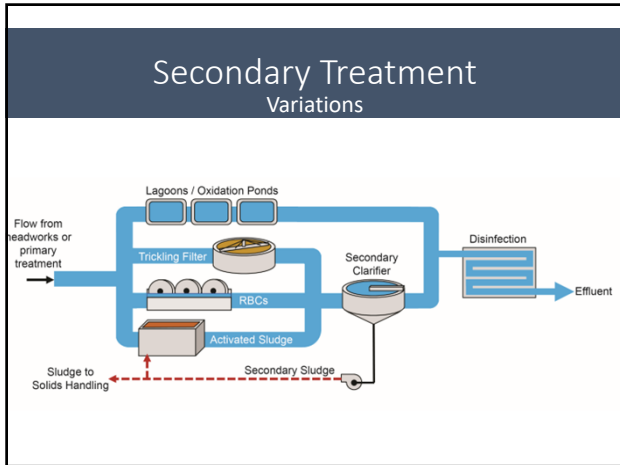 Secondary Treatment
Variations
Lagoons / Oxidation Ponds
Flow from
headworks or
primary
treatment
Trickling Filter
Secondary
Clarifier
Disinfection
RBCs
Effluent
Activated Sludge
Sludge to
Solids Handling
Secondary Sludge